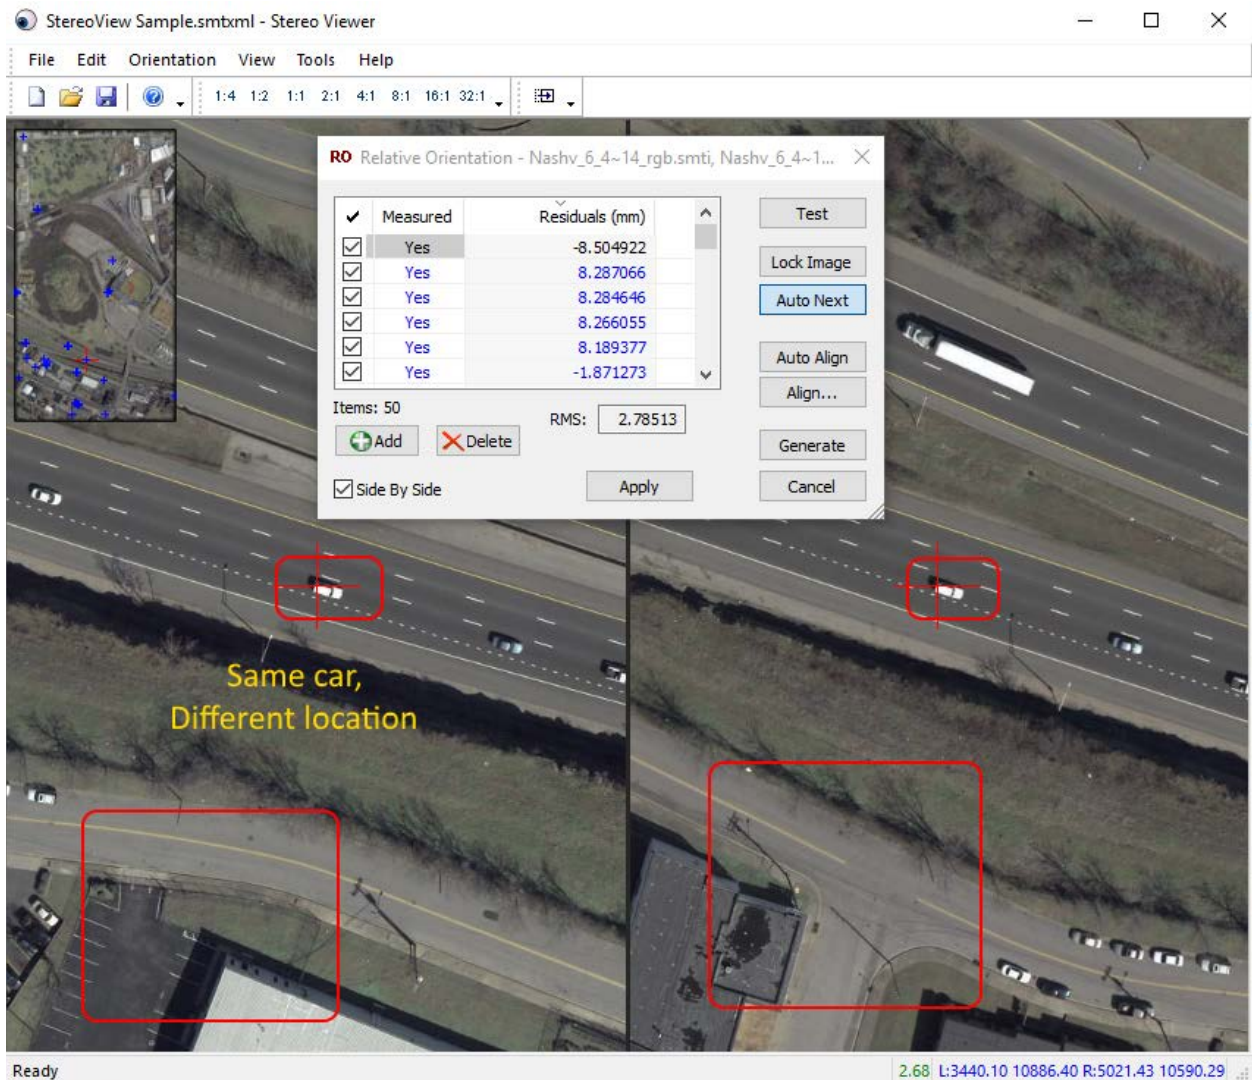 StereoView Sample.smtxml - Stereo Viewer
File Edit Orientation View Tools Help
1:4 1:2 1:1 2:1 4:1 8:1 16:1 32:1
RO Relative Orientation - Nashv_6_4~14_rgb.smti, Nashv_6_4~1...
Measured Residuals (mm)
Yes -8.504922
Yes 8.287066
Yes 8.284646
Yes 8.266055
Yes 8.189377
Yes -1.871273
Items: 50
RMS: 2.78513
Add Delete
Side By Side
Apply
Test
Lock Image
Auto Next
Auto Align
Align...
Generate
Cancel
Same car,
Different location
Ready
2.68 L:3440.10 10886.40 R:5021.43 10590.29